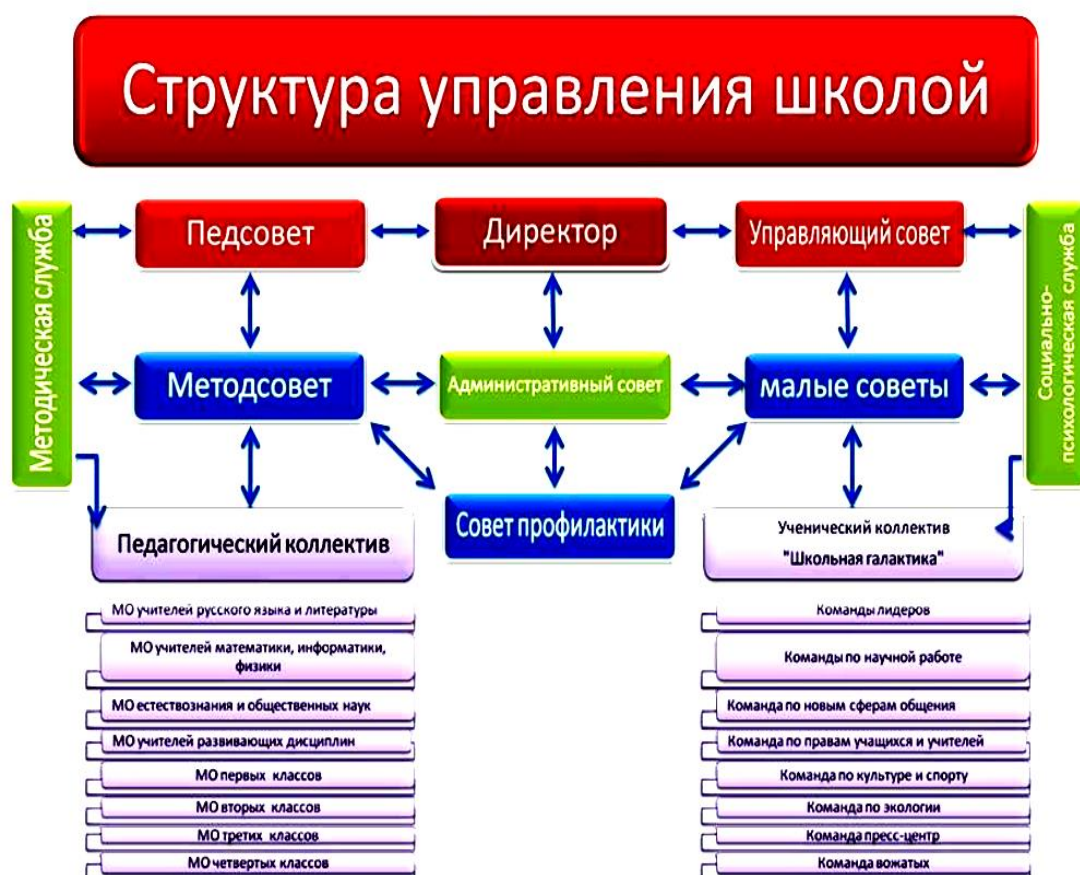 Структура управления школой
Методическая служба
Педсовет
Директор
Управляющий совет
Социально-
психологическая служба
Методсовет
Административный совет
малые советы
Совет профилактики
Педагогический коллектив
МО учителей русского языка и литературы
МО учителей математики, информатики,
физики
МО естествознания и общественных наук
МО учителей развивающих дисциплин
МО первых классов
МО вторых классов
МО третих классов
МО четвертых классов
Ученический коллектив
"Школьная галактика"
Команды лидеров
Команды по научной работе
Команда по новым сферам общения
Команда по правам учащихся и учителей
Команда по культуре и спорту
Команда по экологии
Команда пресс-центр
Команда вожатых